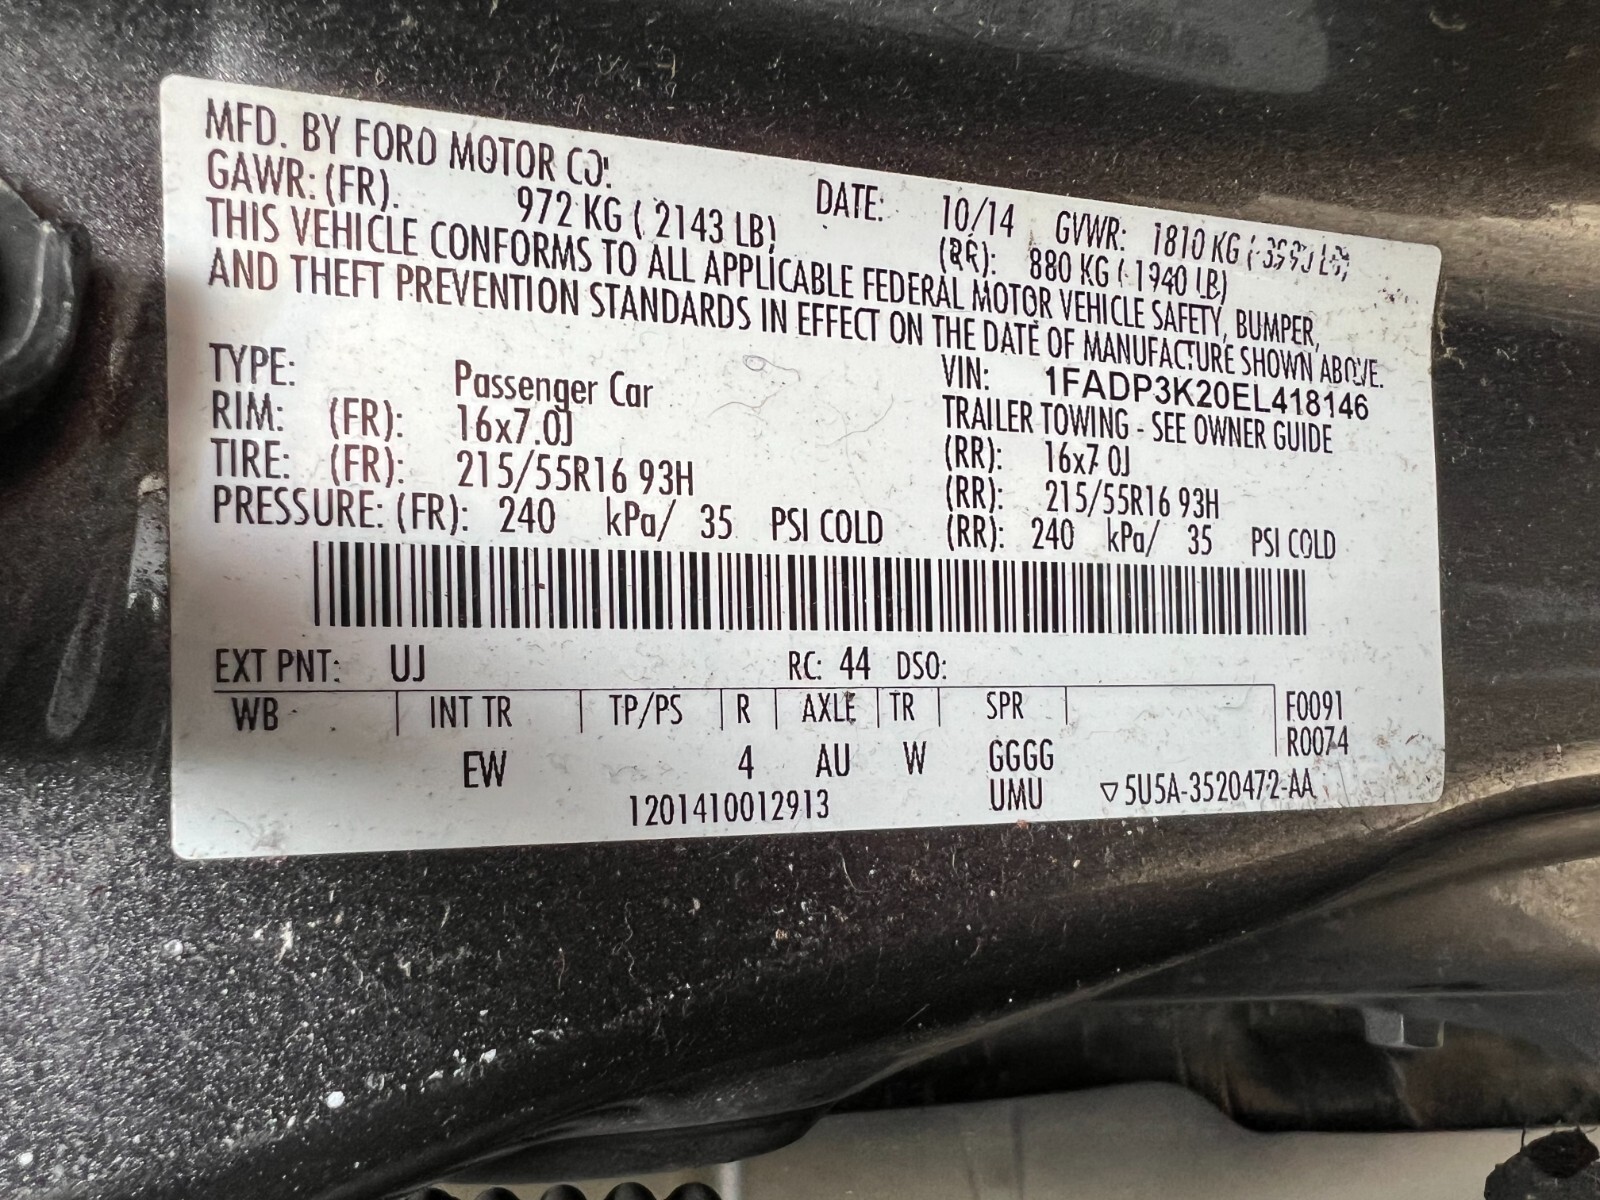 MFD. BY FORD MOTOR CO.
DATE: 10/14 GVWR: 1810 KG
GAWR: (FR). 972 KG ( 2143 LB) (RR): 880 KG ( 1940 LB)
THIS VEHICLE CONFORMS TO ALL APPLICABLE FEDERAL MOTOR VEHICLE SAFETY, BUMPER,
AND THEFT PREVENTION STANDARDS IN EFFECT ON THE DATE OF MANUFACTURE SHOWN ABOVE.
VIN: 1FADP3K20EL418146
TYPE: Passenger Car TRAILER TOWING - SEE OWNER GUIDE
RIM: (FR): 16x7.0J (RR): 16x7.0J
TIRE: (FR): 215/55R16 93H (RR): 215/55R16 93H
PRESSURE: (FR): 240 kPa/ 35 PSI COLD (RR): 240 kPa/ 35 PSI COLD
EXT PNT: UJ RC: 44 DSO:
WB INT TR TP/PS R AXLE TR SPR F0091
R0074
EW 4 AU W GGGG
1201410012913 UMU ▽5U5A-3520472-AA